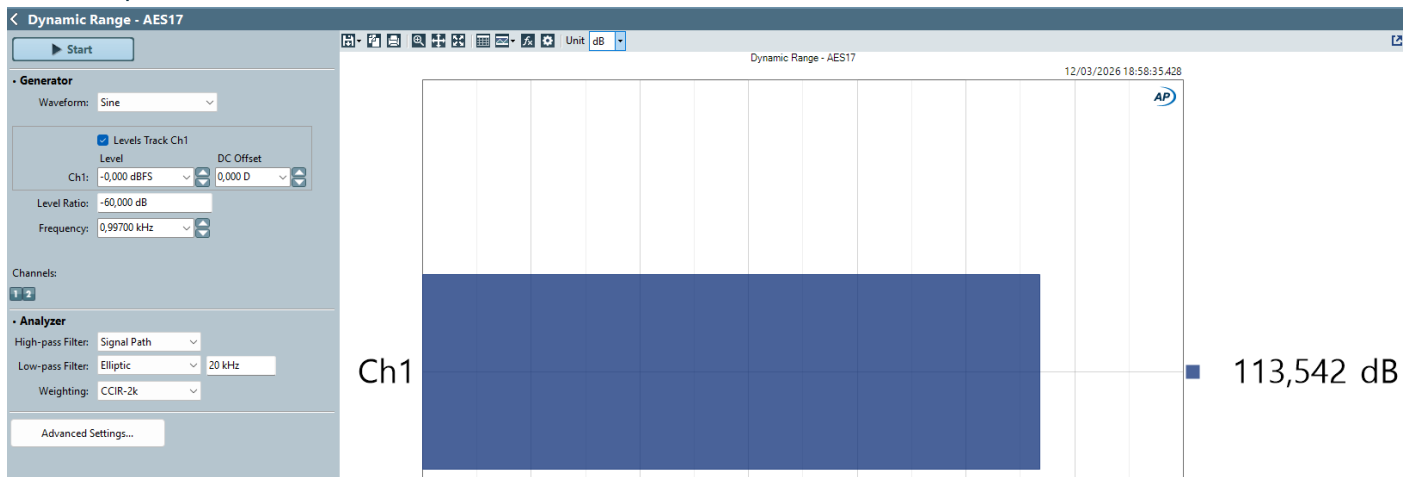 Dynamic Range - AES17
Start
Unit dB
Dynamic Range - AES17
12/03/2026 18:58:35.428
AP
Generator
Waveform: Sine
Levels Track Ch1
Level DC Offset
Ch1: -0,000 dBFS 0,000 D
Level Ratio: -60,000 dB
Frequency: 0,99700 kHz
Channels:
1 2
Analyzer
High-pass Filter: Signal Path
Low-pass Filter: Elliptic 20 kHz
Weighting: CCIR-2k
Advanced Settings...
Ch1
113,542 dB